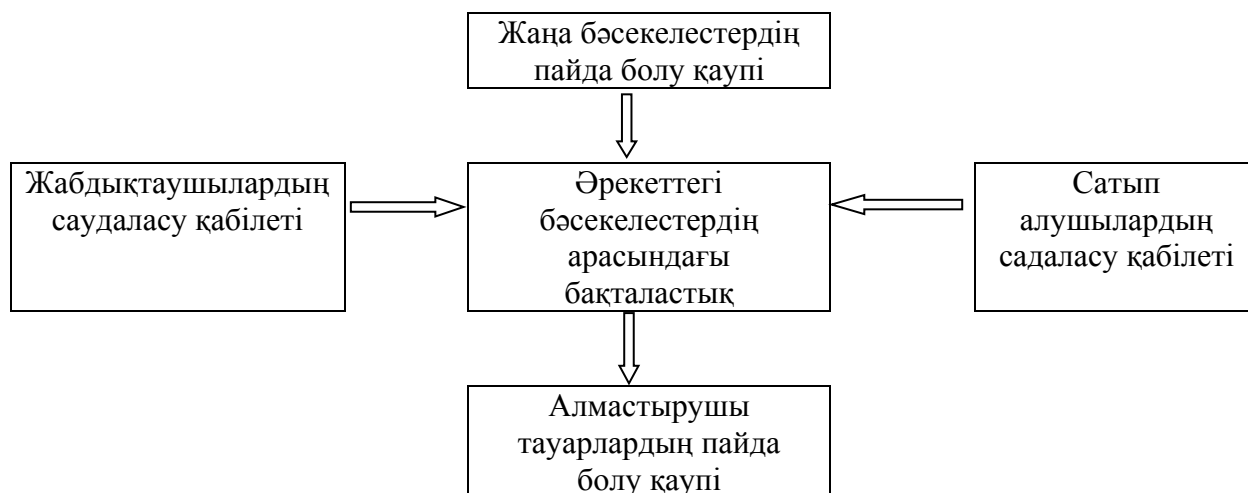 Жаңа бәсекелестердің
пайда болу қаупі
Жабдықтаушылардың
саудаласу қабілеті
Әрекеттегі
бәсекелестердің
арасындағы
бақталастық
Сатып
алушылардың
садаласу қабілеті
Алмастырушы
тауарлардың пайда
болу қаупі